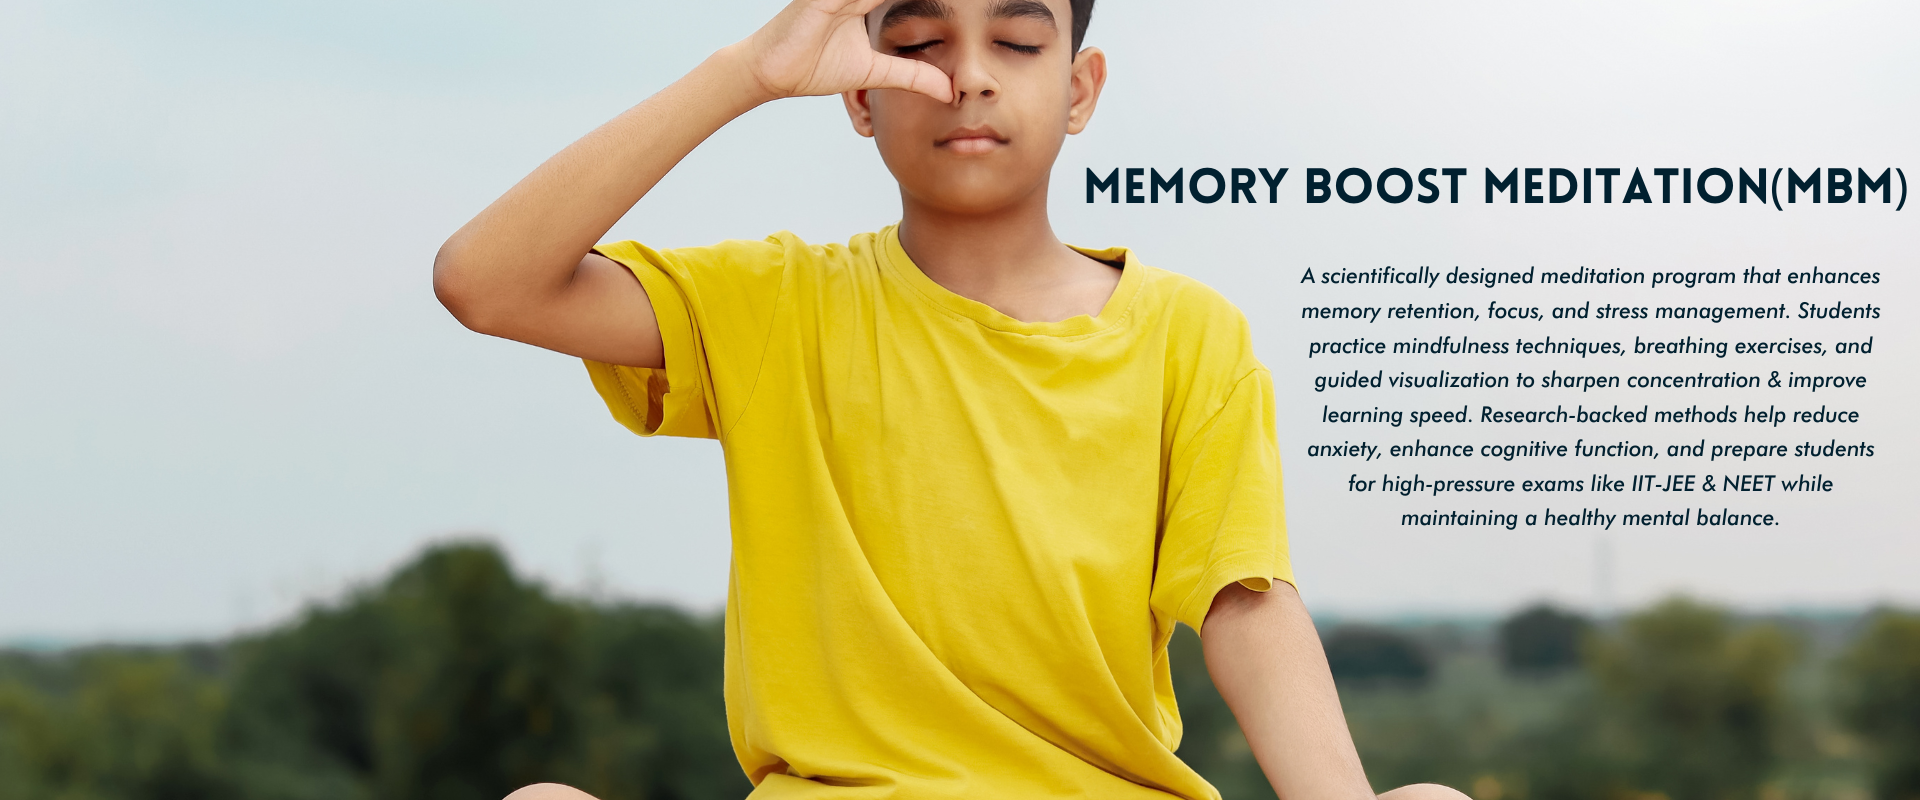 MEMORY BOOST MEDITATION(MBM)
A scientifically designed meditation program that enhances
memory retention, focus, and stress management. Students
practice mindfulness techniques, breathing exercises, and
guided visualization to sharpen concentration & improve
learning speed. Research-backed methods help reduce
anxiety, enhance cognitive function, and prepare students
for high-pressure exams like IIT-JEE & NEET while
maintaining a healthy mental balance.